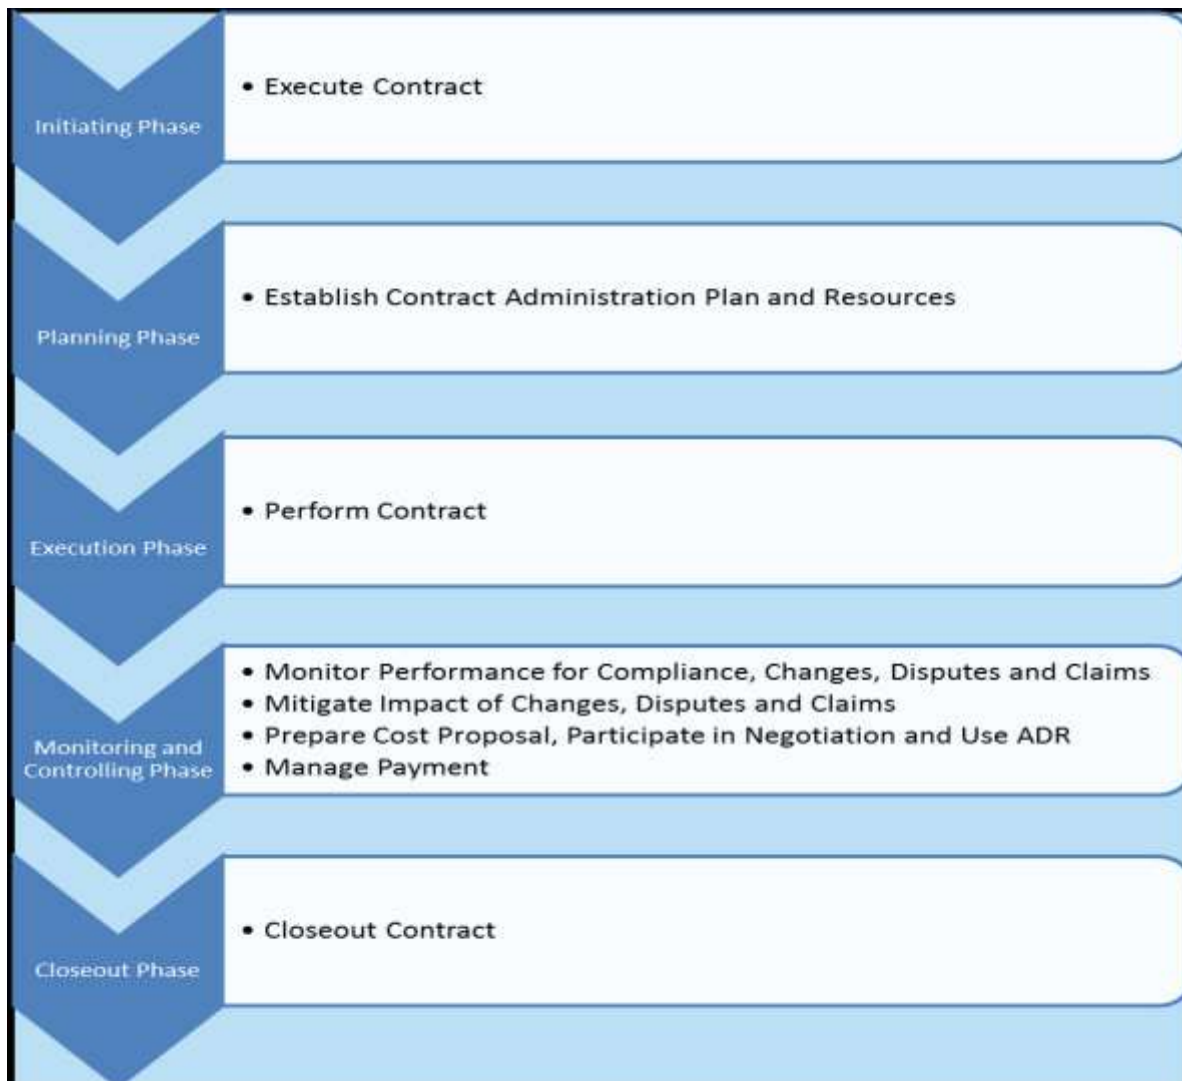 Initiating Phase
• Execute Contract
Planning Phase
• Establish Contract Administration Plan and Resources
Execution Phase
• Perform Contract
Monitoring and
Controlling Phase
• Monitor Performance for Compliance, Changes, Disputes and Claims
• Mitigate Impact of Changes, Disputes and Claims
• Prepare Cost Proposal, Participate in Negotiation and Use ADR
• Manage Payment
Closeout Phase
• Closeout Contract